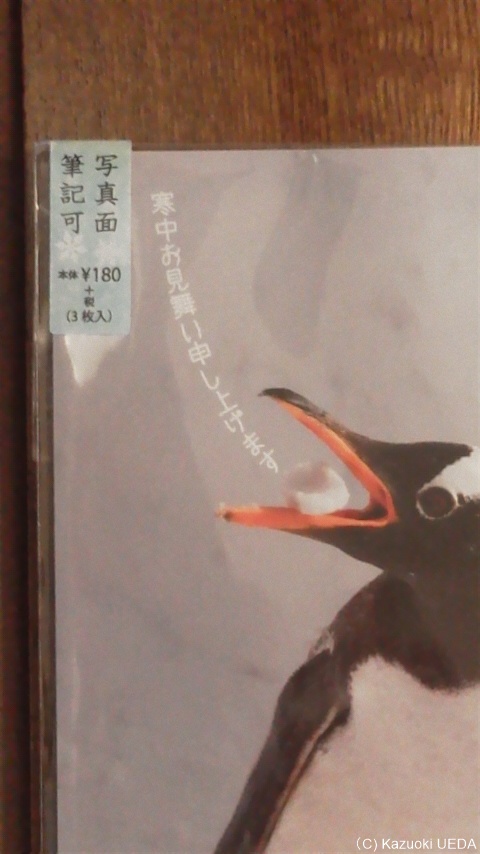 写真面
筆記可
本体¥180
+
税
(3枚入)
寒中お見舞い申し上げます
(C) Kazuoki UEDA